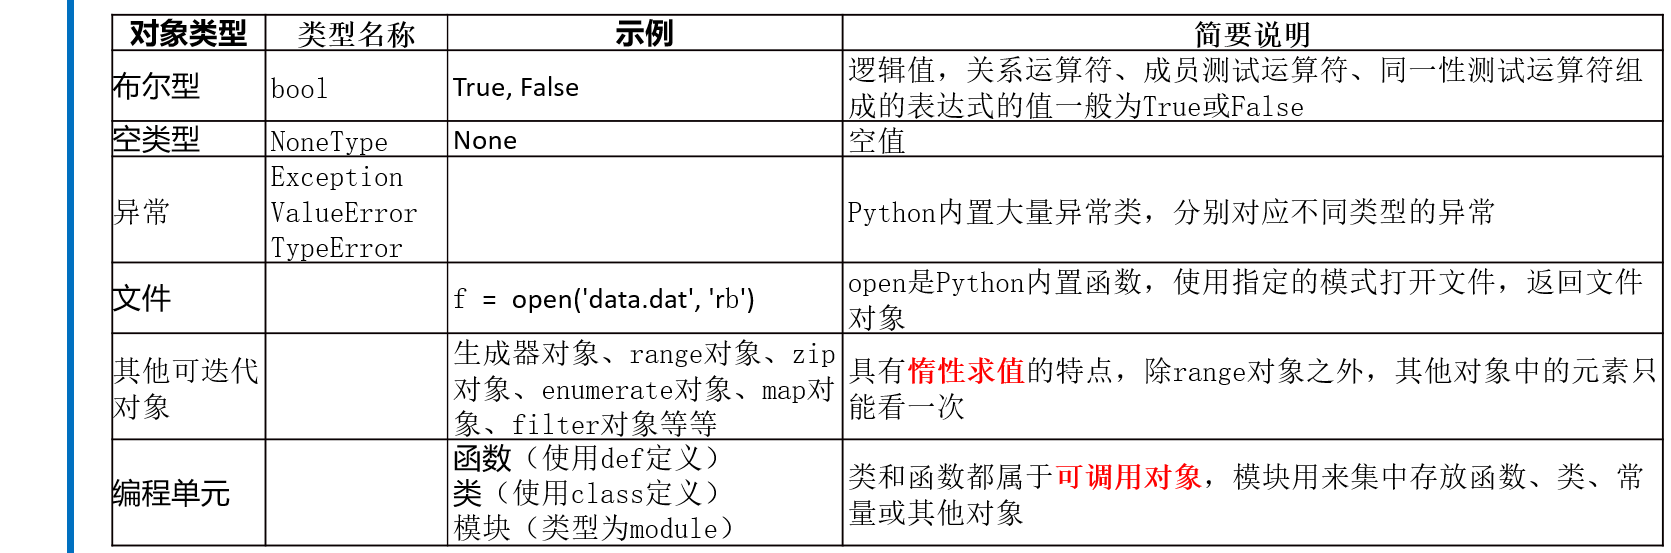 对象类型 类型名称 示例 简要说明
布尔型 bool True, False 逻辑值，关系运算符、成员测试运算符、同一性测试运算符组
成的表达式的值一般为True或False
空类型 NoneType None 空值
异常 Exception
ValueError
TypeError
Python内置大量异常类，分别对应不同类型的异常
文件 f = open('data.dat', 'rb') open是Python内置函数，使用指定的模式打开文件，返回文件
对象
其他可迭代
对象
生成器对象、range对象、zip
对象、enumerate对象、map对
象、filter对象等等
具有惰性求值的特点，除range对象之外，其他对象中的元素只
能看一次
编程单元
函数（使用def定义）
类（使用class定义）
模块（类型为module）
类和函数都属于可调用对象，模块用来集中存放函数、类、常
量或其他对象